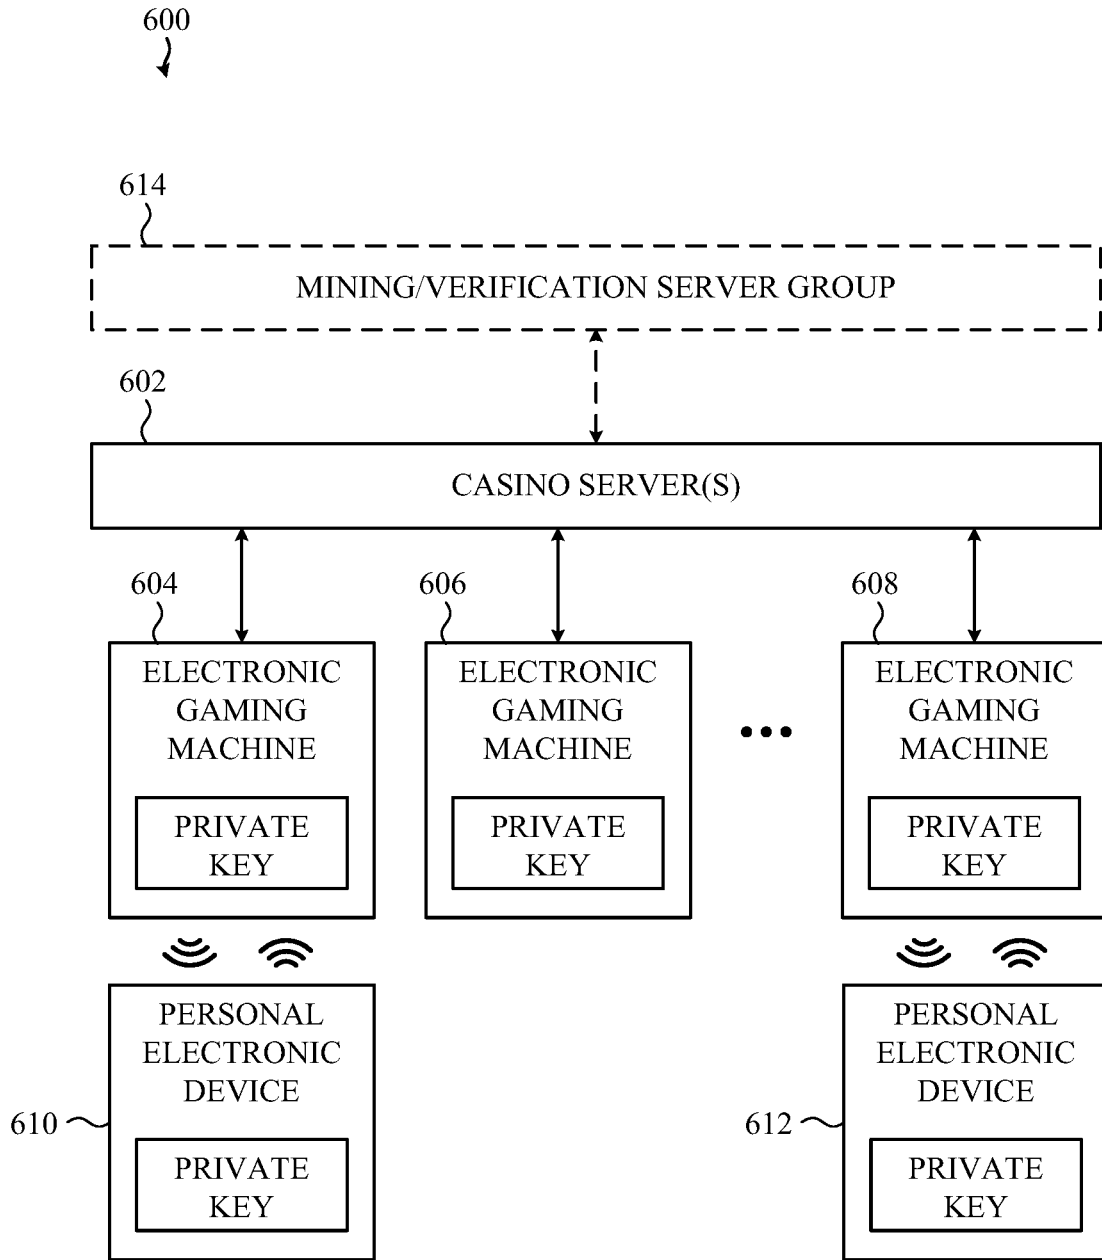 600
614
MINING/VERIFICATION SERVER GROUP
602
CASINO SERVER(S)
604
606
608
ELECTRONIC
GAMING
MACHINE
PRIVATE
KEY
ELECTRONIC
GAMING
MACHINE
PRIVATE
KEY
ELECTRONIC
GAMING
MACHINE
PRIVATE
KEY
PERSONAL
ELECTRONIC
DEVICE
610
PRIVATE
KEY
PERSONAL
ELECTRONIC
DEVICE
612
PRIVATE
KEY